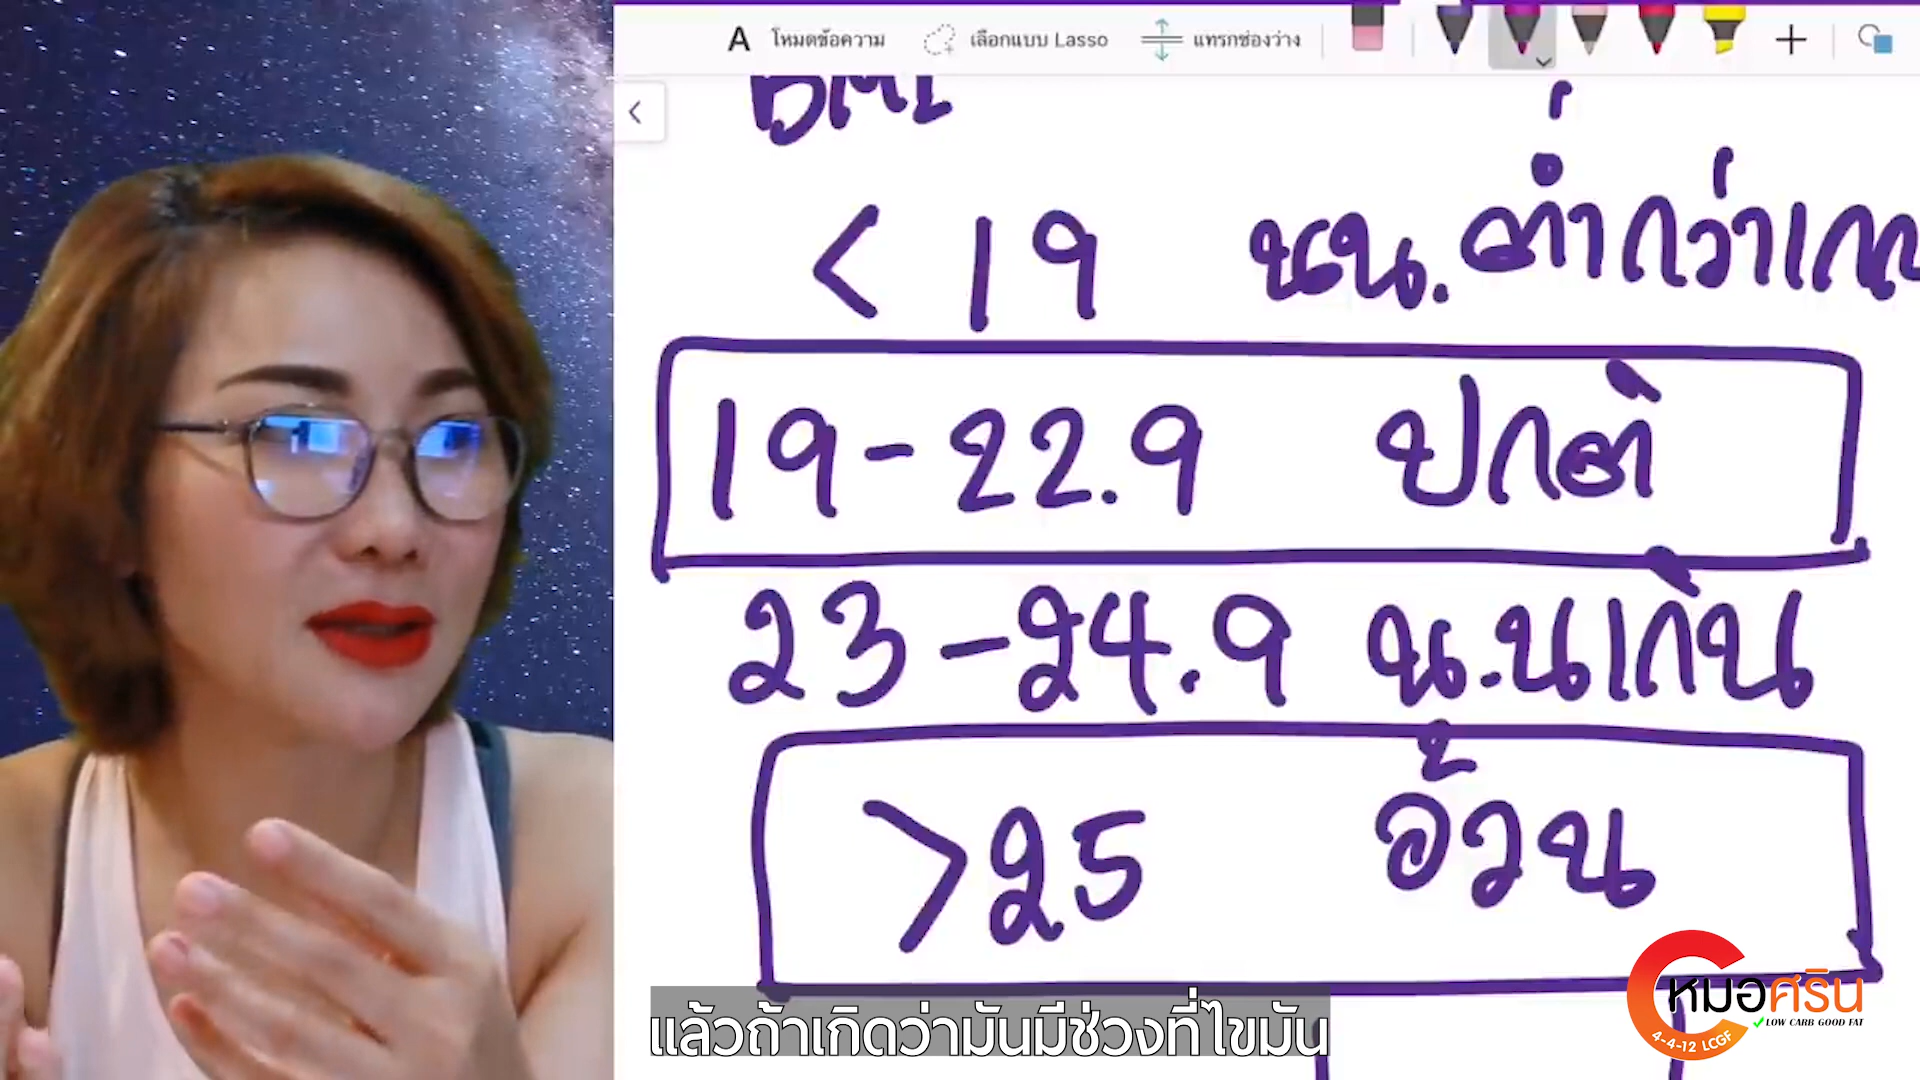 A โหมดข้อความ เลือกแบบ Lasso แทรกช่องว่าง
BMI
< 19 นน. ต่ำกว่าเกณ
19-22.9 ปกติ
23-24.9 น.นเกิน
>25 อ้วน
หมอศริน
LOW CARB GOOD FAT
4-4-12 LCGF
แล้วถ้าเกิดว่ามันมีช่วงที่ไขมัน